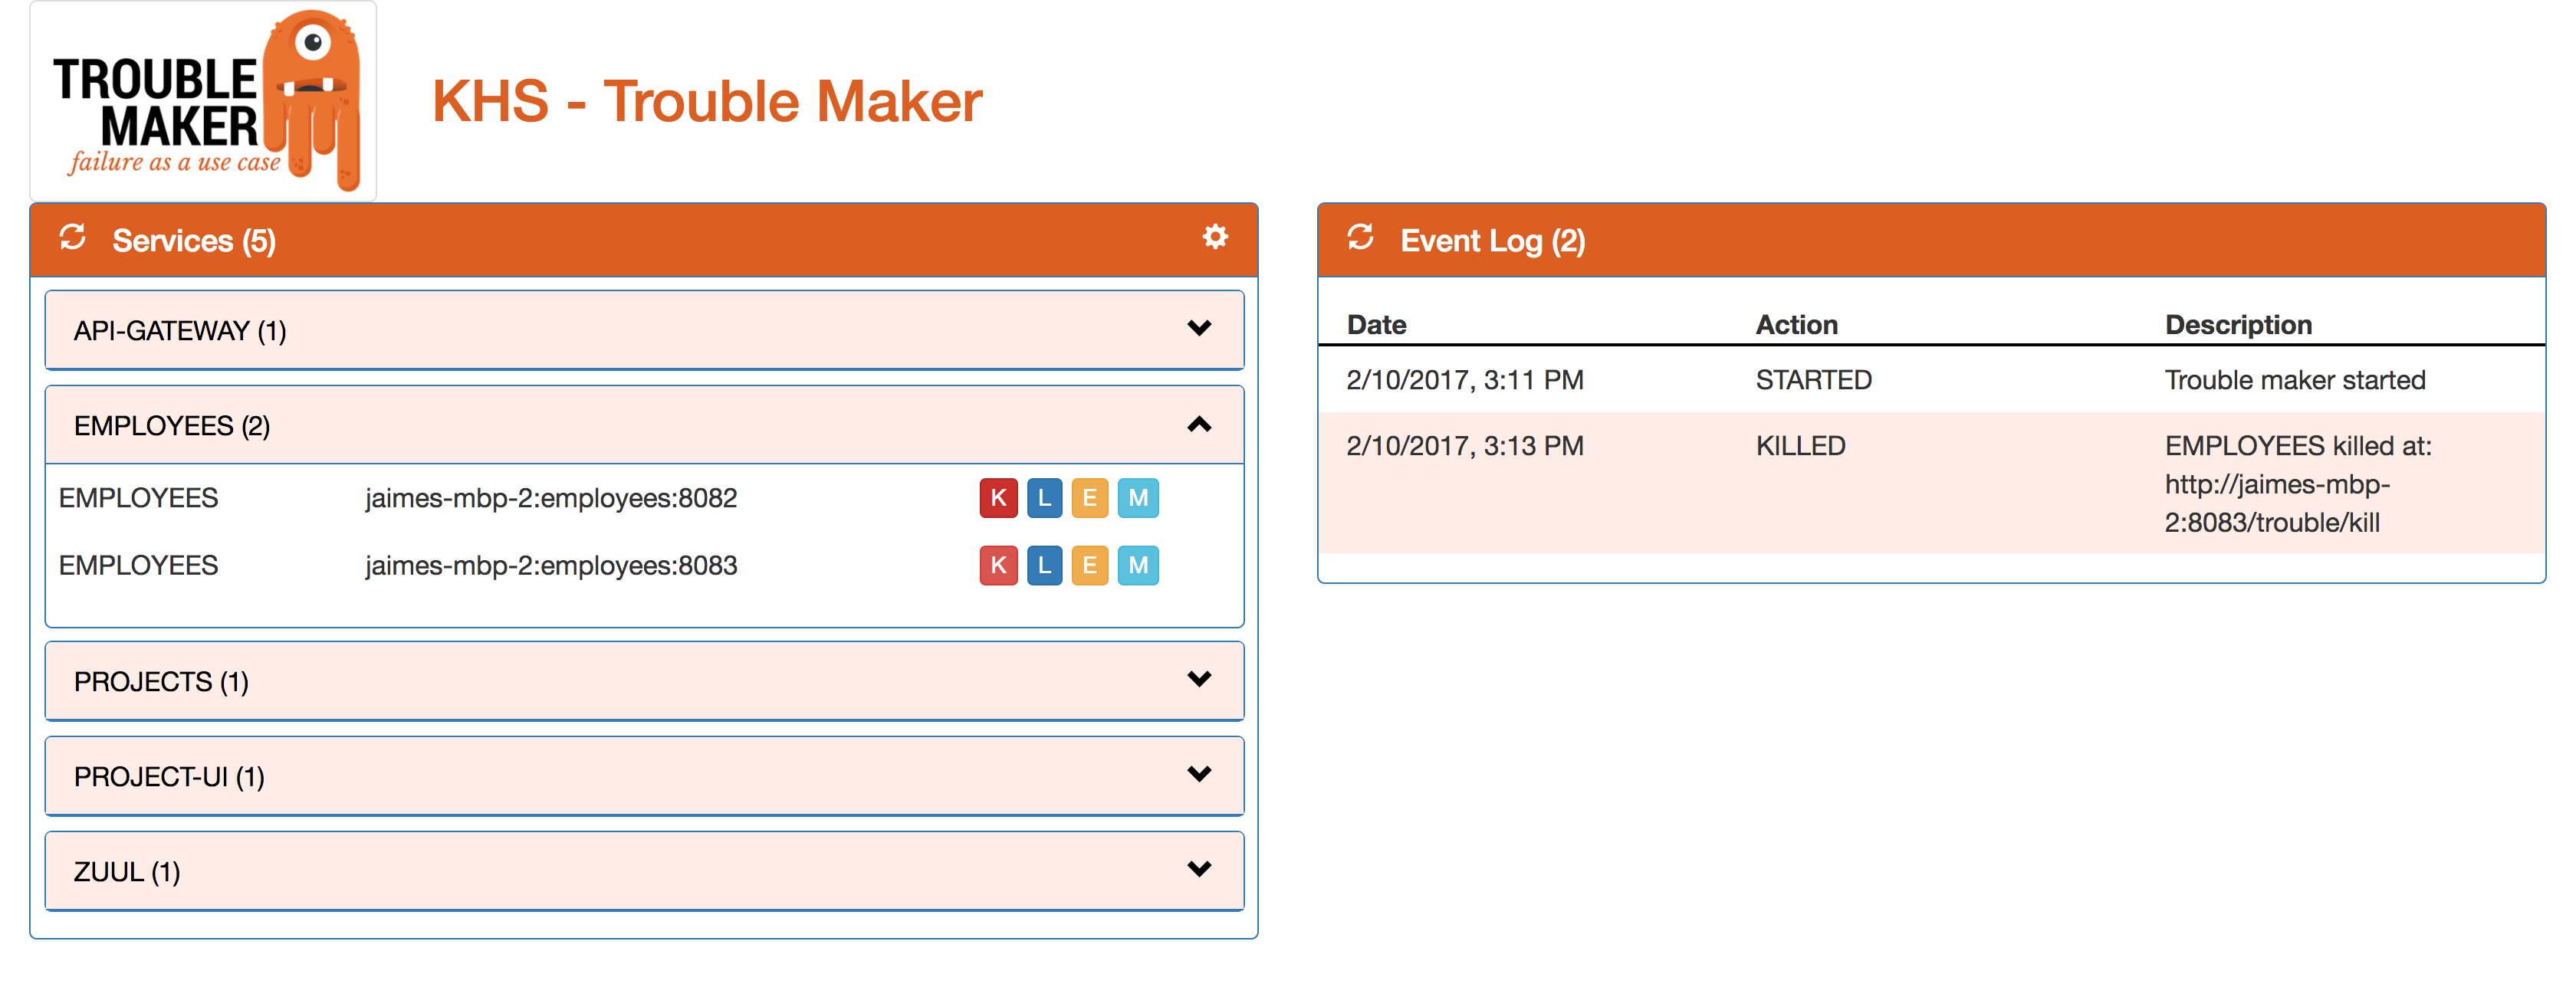 TROUBLE
MAKER
failure as a use case
KHS - Trouble Maker
Services (5)
API-GATEWAY (1)
EMPLOYEES (2)
EMPLOYEES jaimes-mbp-2:employees:8082 K L E M
EMPLOYEES jaimes-mbp-2:employees:8083 K L E M
PROJECTS (1)
PROJECT-UI (1)
ZUUL (1)
Event Log (2)
Date Action Description
2/10/2017, 3:11 PM STARTED Trouble maker started
2/10/2017, 3:13 PM KILLED EMPLOYEES killed at:
http://jaimes-mbp-
2:8083/trouble/kill